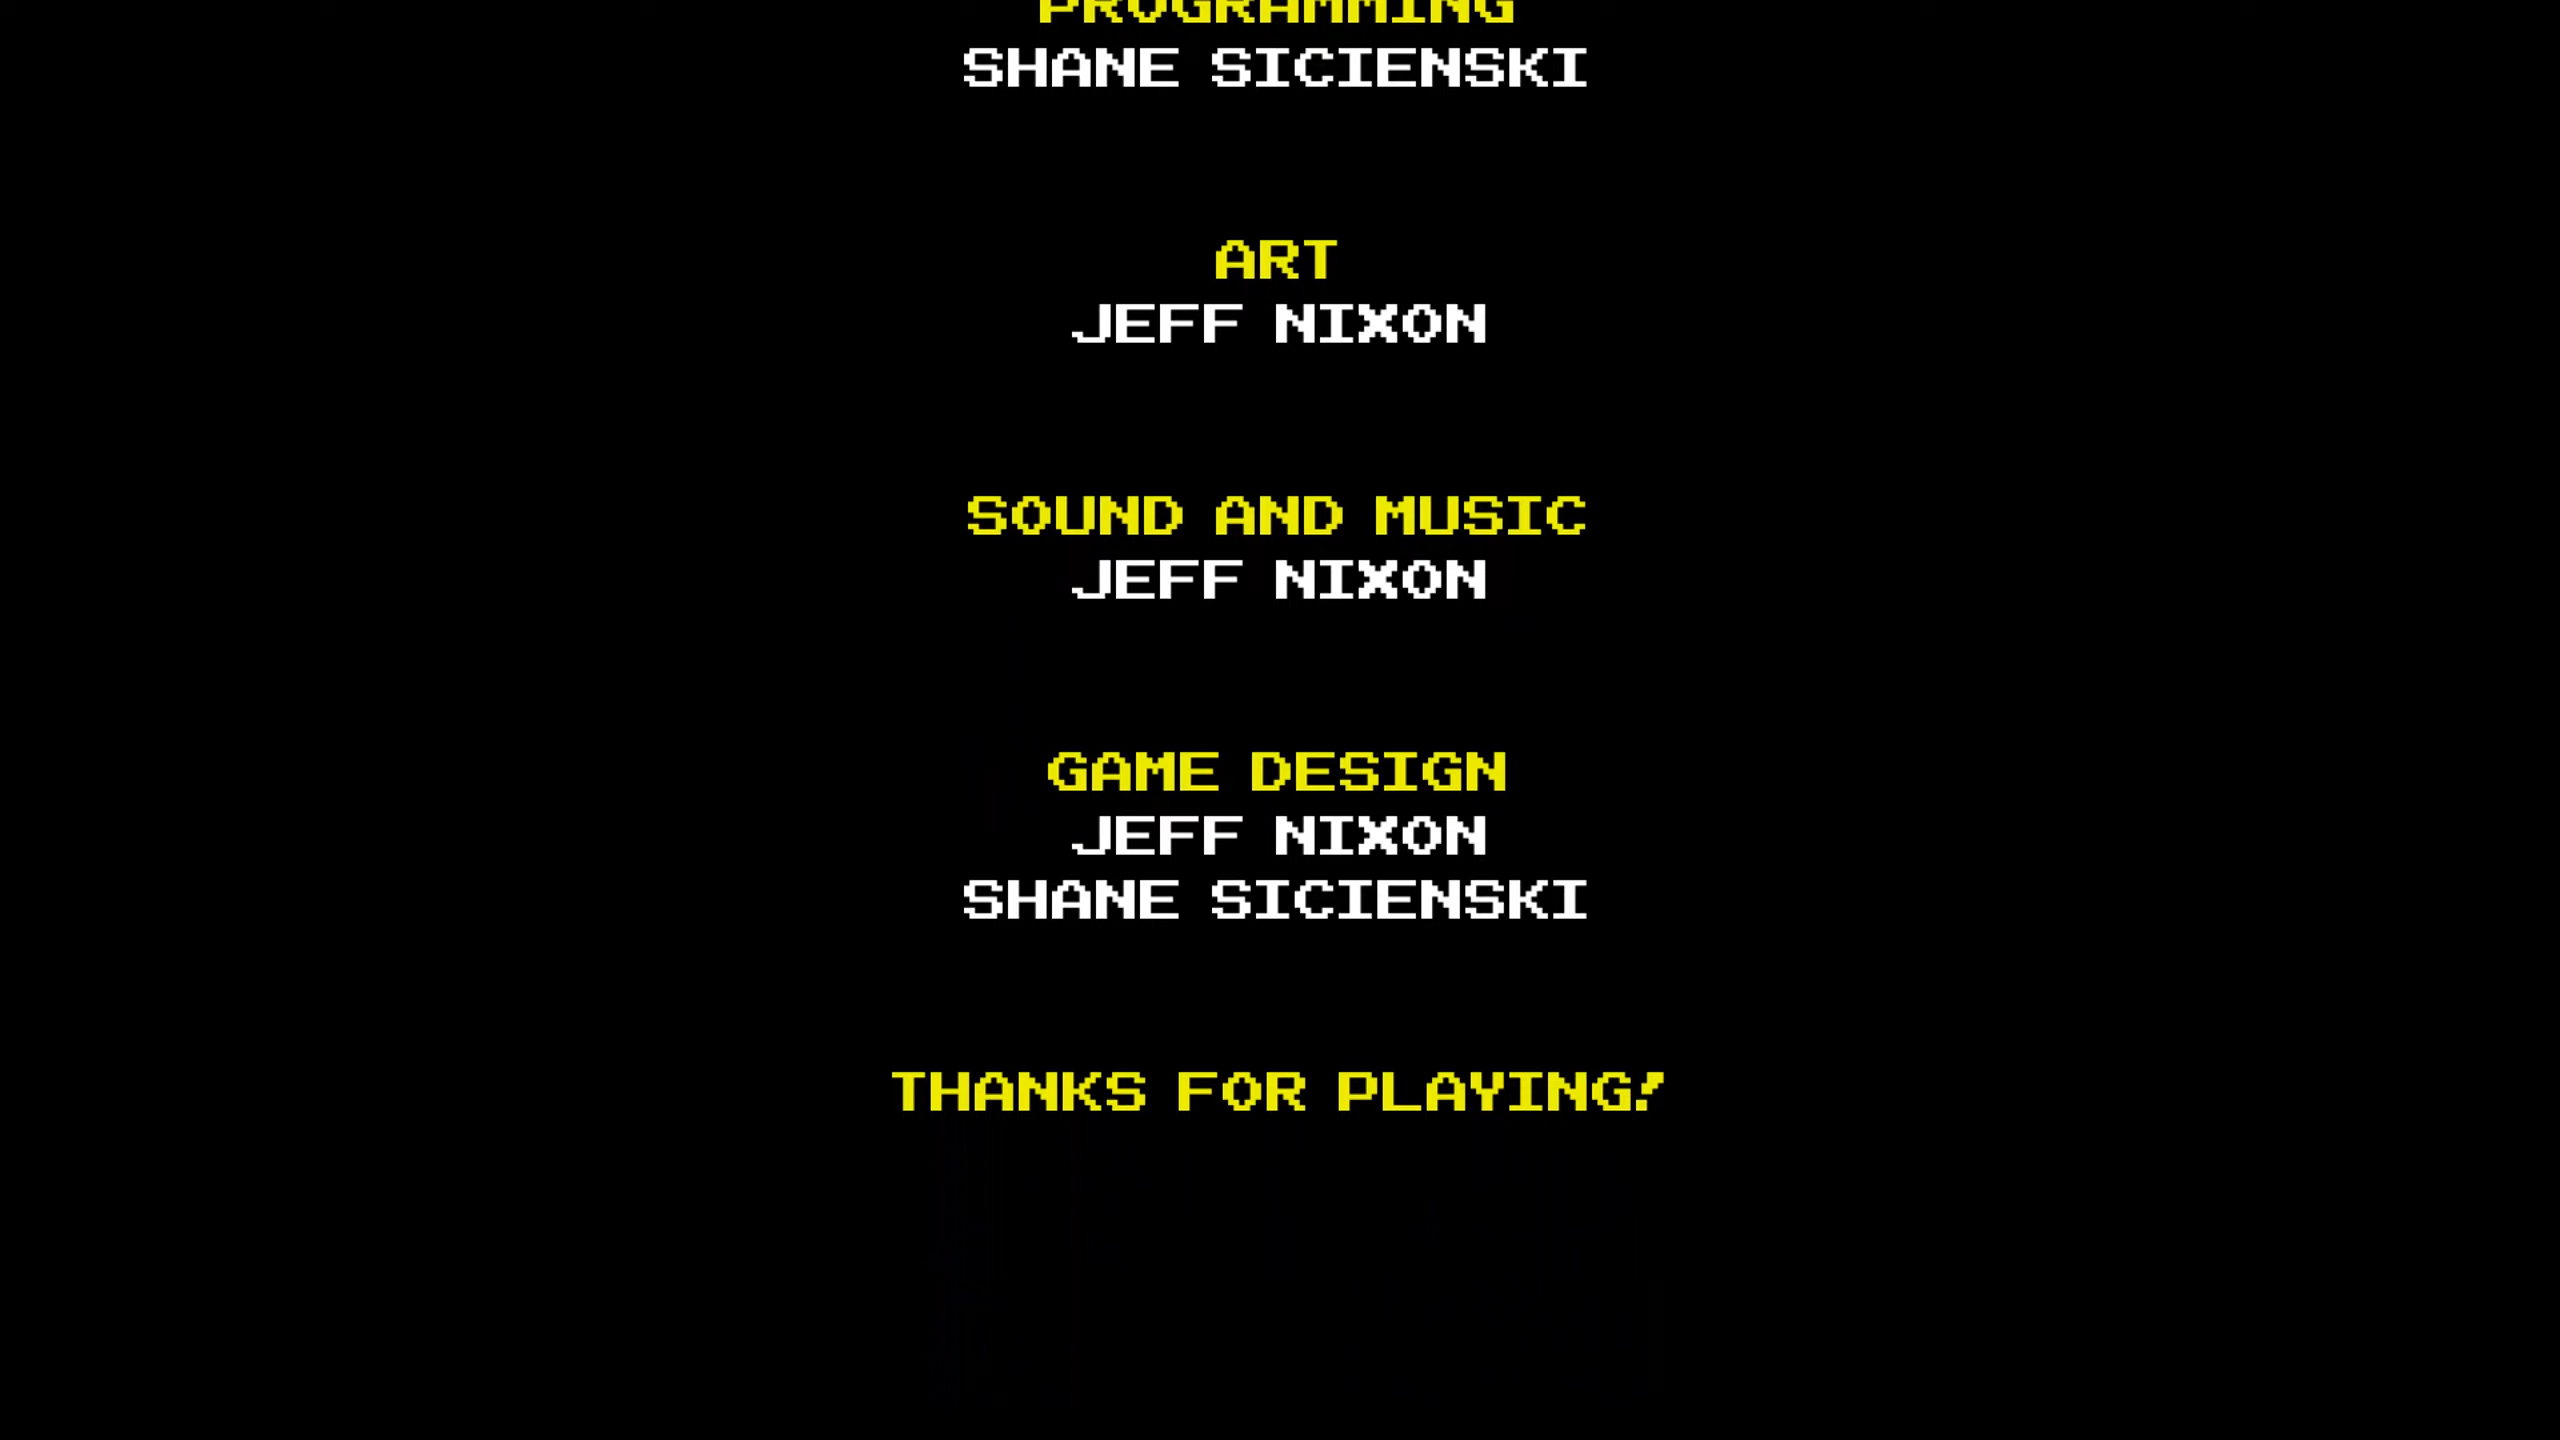 PROGRAMMING
SHANE SICIENSKI
ART
JEFF NIXON
SOUND AND MUSIC
JEFF NIXON
GAME DESIGN
JEFF NIXON
SHANE SICIENSKI
THANKS FOR PLAYING!